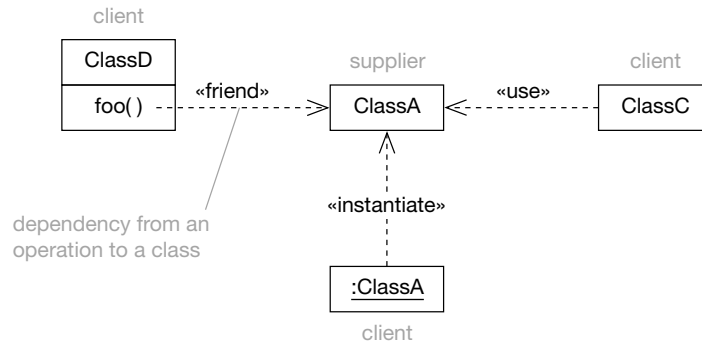 client
ClassD
foo( )
«friend»
supplier
ClassA
client
«use»
ClassC
dependency from an
operation to a class
«instantiate»
:ClassA
client